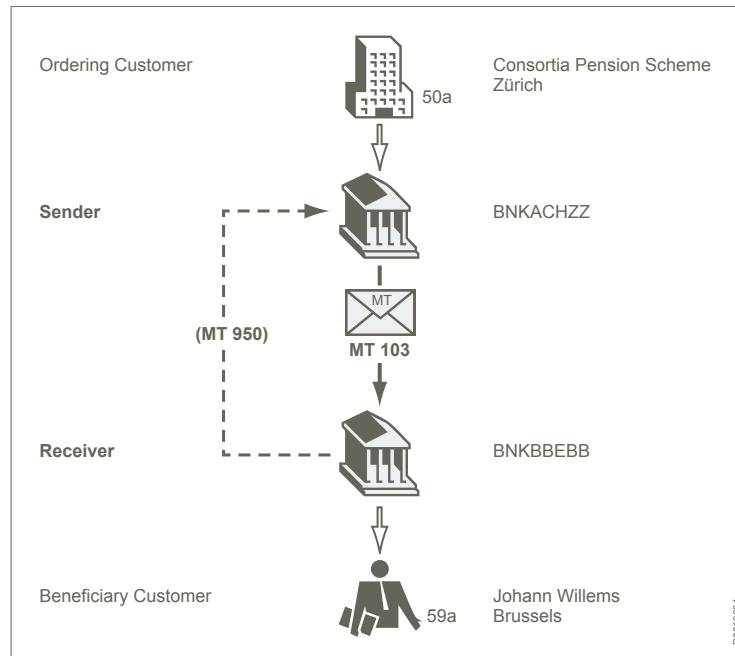 Ordering Customer
50a
Consortia Pension Scheme
Zürich
Sender
BNKACHZZ
MT
(MT 950)
MT 103
Receiver
BNKBBEBB
Beneficiary Customer
59a
Johann Willems
Brussels